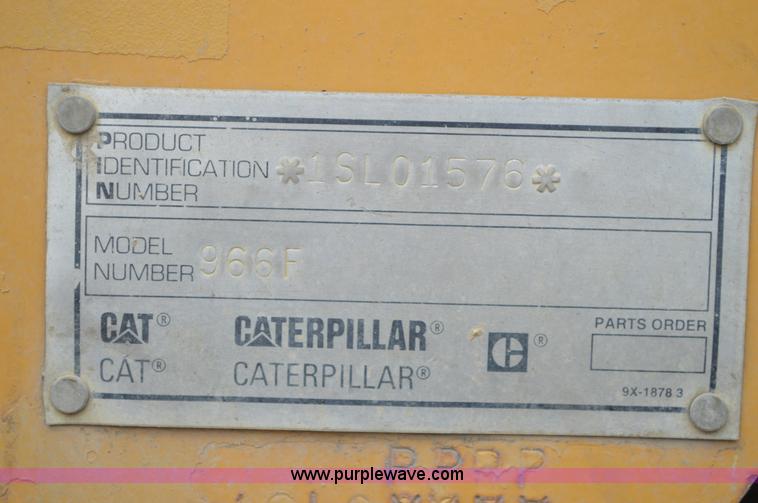 PRODUCT
IDENTIFICATION
NUMBER
*1SL01576*
MODEL
NUMBER
966F
CAT® CATERPILLAR® C®
CAT® CATERPILLAR®
PARTS ORDER
9X-1878 3
www.purplewave.com